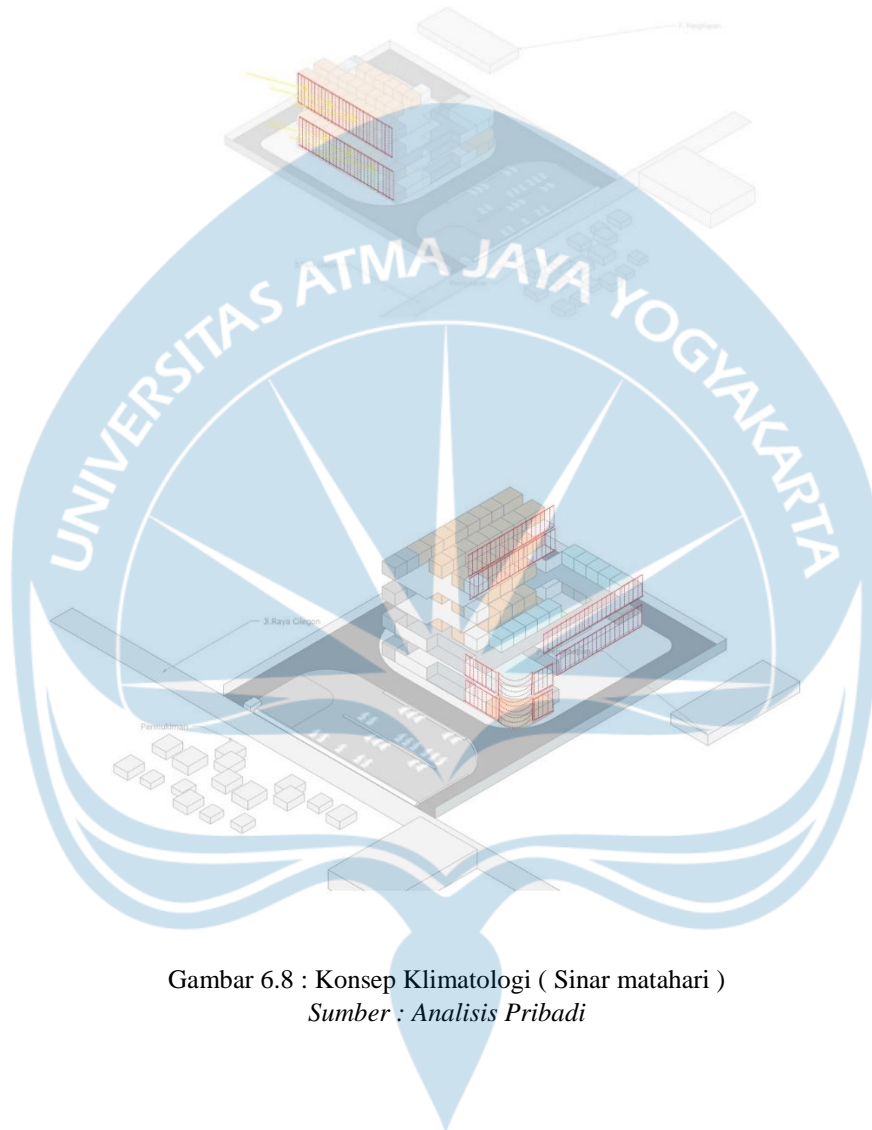 UNIVERSITAS ATMA JAYA YOGYAKARTA
Jl.Raya Cilegon
Permukiman
Gambar 6.8 : Konsep Klimatologi ( Sinar matahari )
Sumber : Analisis Pribadi